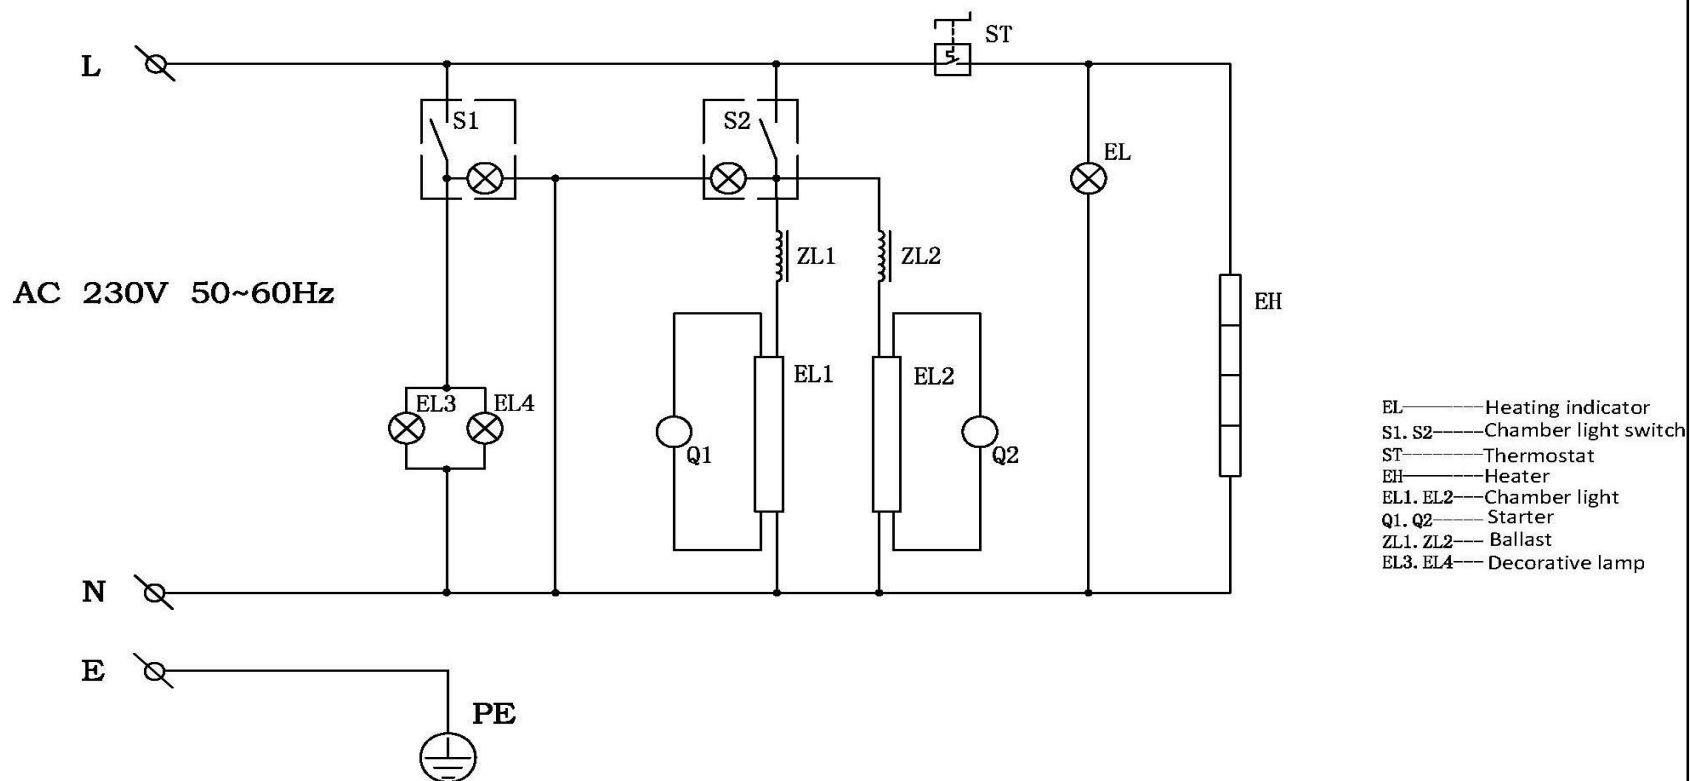 ST
L
S1
S2
EL
ZL1
ZL2
AC 230V 50~60Hz
EH
EL1
EL2
EL3
EL4
Q1
Q2
EL————Heating indicator
S1. S2-----Chamber light switch
ST--------Thermostat
EH————Heater
EL1. EL2---Chamber light
Q1. Q2----- Starter
ZL1. ZL2--- Ballast
EL3. EL4--- Decorative lamp
N
E
PE